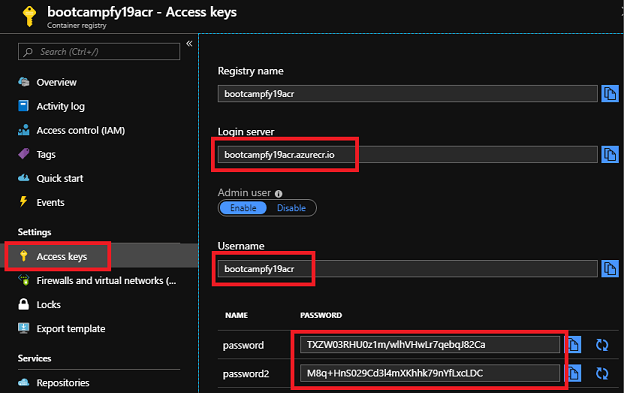 bootcampfy19acr - Access keys
Container registry
Search (Ctrl+/)
Overview
Activity log
Access control (IAM)
Tags
Quick start
Events
Settings
Access keys
Firewalls and virtual networks (...
Locks
Export template
Services
Repositories
Registry name
bootcampfy19acr
Login server
bootcampfy19acr.azurecr.io
Admin user
Enable Disable
Username
bootcampfy19acr
NAME PASSWORD
password TXZW03RHU0z1m/wlhVHwLr7qebqJ82Ca
password2 M8q+HnS029Cd3l4mXKhhk79nYfLxcLDC